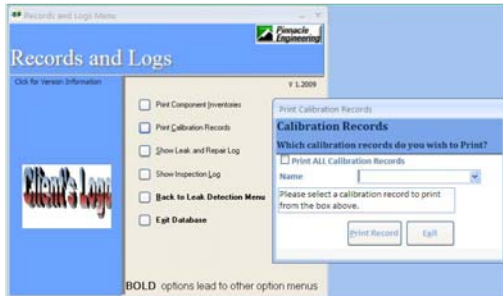 Records and Logs Menu
Pinnacle
Engineering
Records and Logs
Click for Version Information
V 1.2009
Print Component Inventories
Print Calibration Records
Show Leak and Repair Log
Show Inspection Log
Back to Leak Detection Menu
Exit Database
Client's Logo
BOLD options lead to other option menus
Print Calibration Records
Calibration Records
Which calibration records do you wish to Print?
Print ALL Calibration Records
Name
Please select a calibration record to print
from the box above.
Print Record
Exit